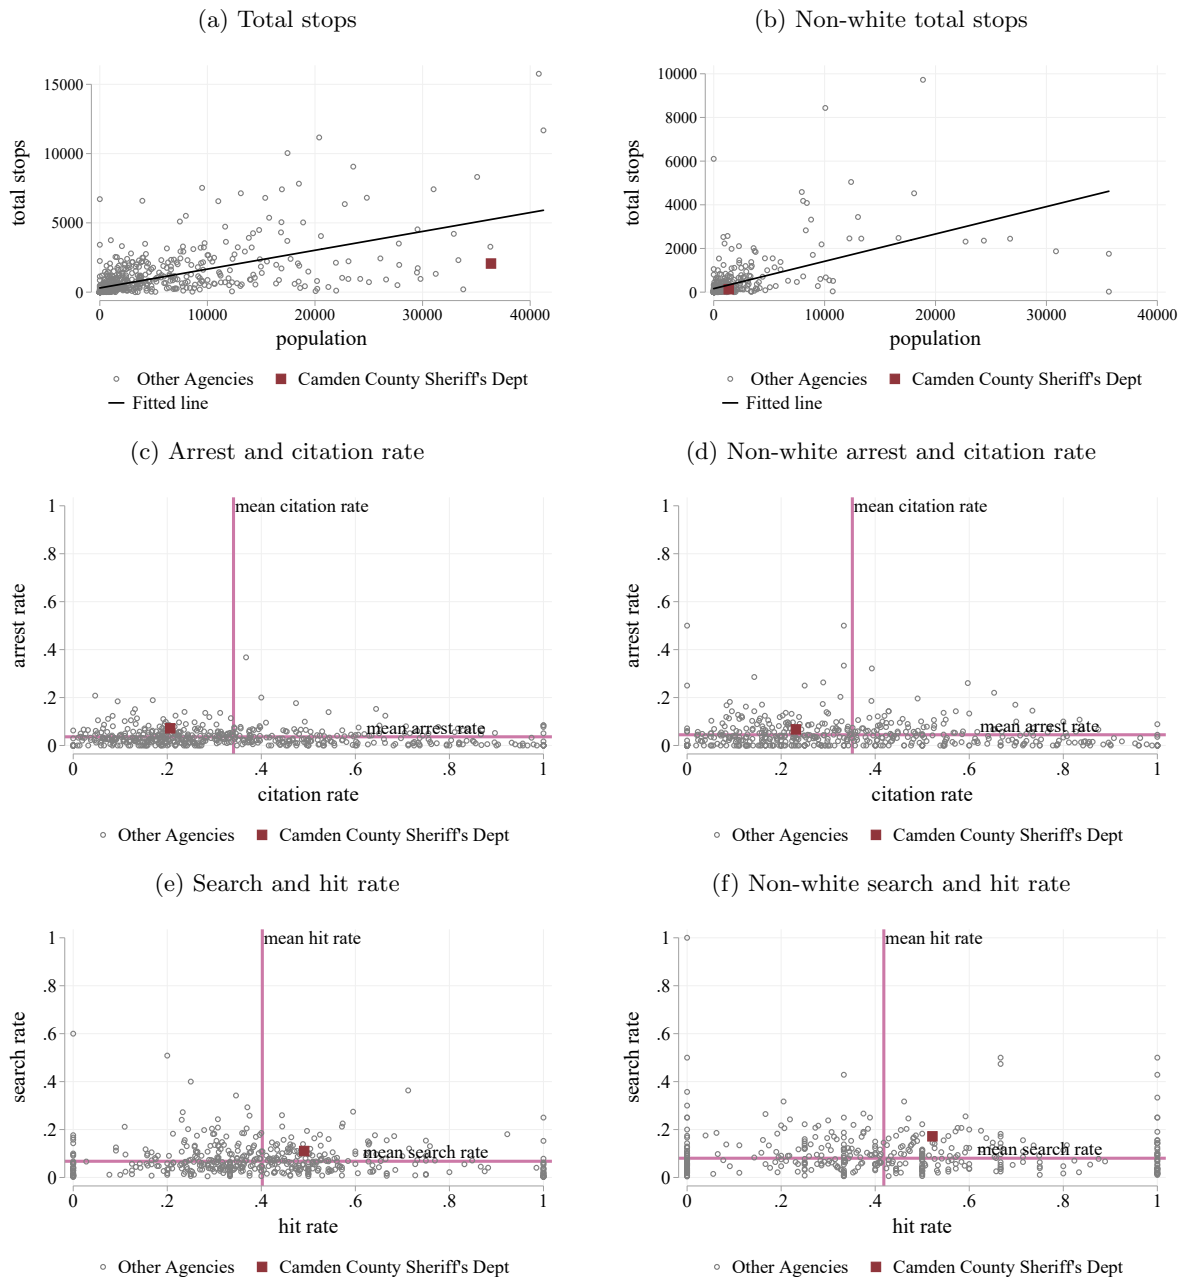 (a) Total stops
(b) Non-white total stops
total stops
15000
10000
5000
0
0 10000 20000 30000 40000
population
Other Agencies Camden County Sheriff's Dept
Fitted line
total stops
10000
8000
6000
4000
2000
0
0 10000 20000 30000 40000
population
Other Agencies Camden County Sheriff's Dept
Fitted line
(c) Arrest and citation rate
(d) Non-white arrest and citation rate
arrest rate
1
.8
.6
.4
.2
0
mean citation rate
mean arrest rate
0 .2 .4 .6 .8 1
citation rate
Other Agencies Camden County Sheriff's Dept
arrest rate
1
.8
.6
.4
.2
0
mean citation rate
mean arrest rate
0 .2 .4 .6 .8 1
citation rate
Other Agencies Camden County Sheriff's Dept
(e) Search and hit rate
(f) Non-white search and hit rate
search rate
1
.8
.6
.4
.2
0
mean hit rate
mean search rate
0 .2 .4 .6 .8 1
hit rate
Other Agencies Camden County Sheriff's Dept
search rate
1
.8
.6
.4
.2
0
mean hit rate
mean search rate
0 .2 .4 .6 .8 1
hit rate
Other Agencies Camden County Sheriff's Dept